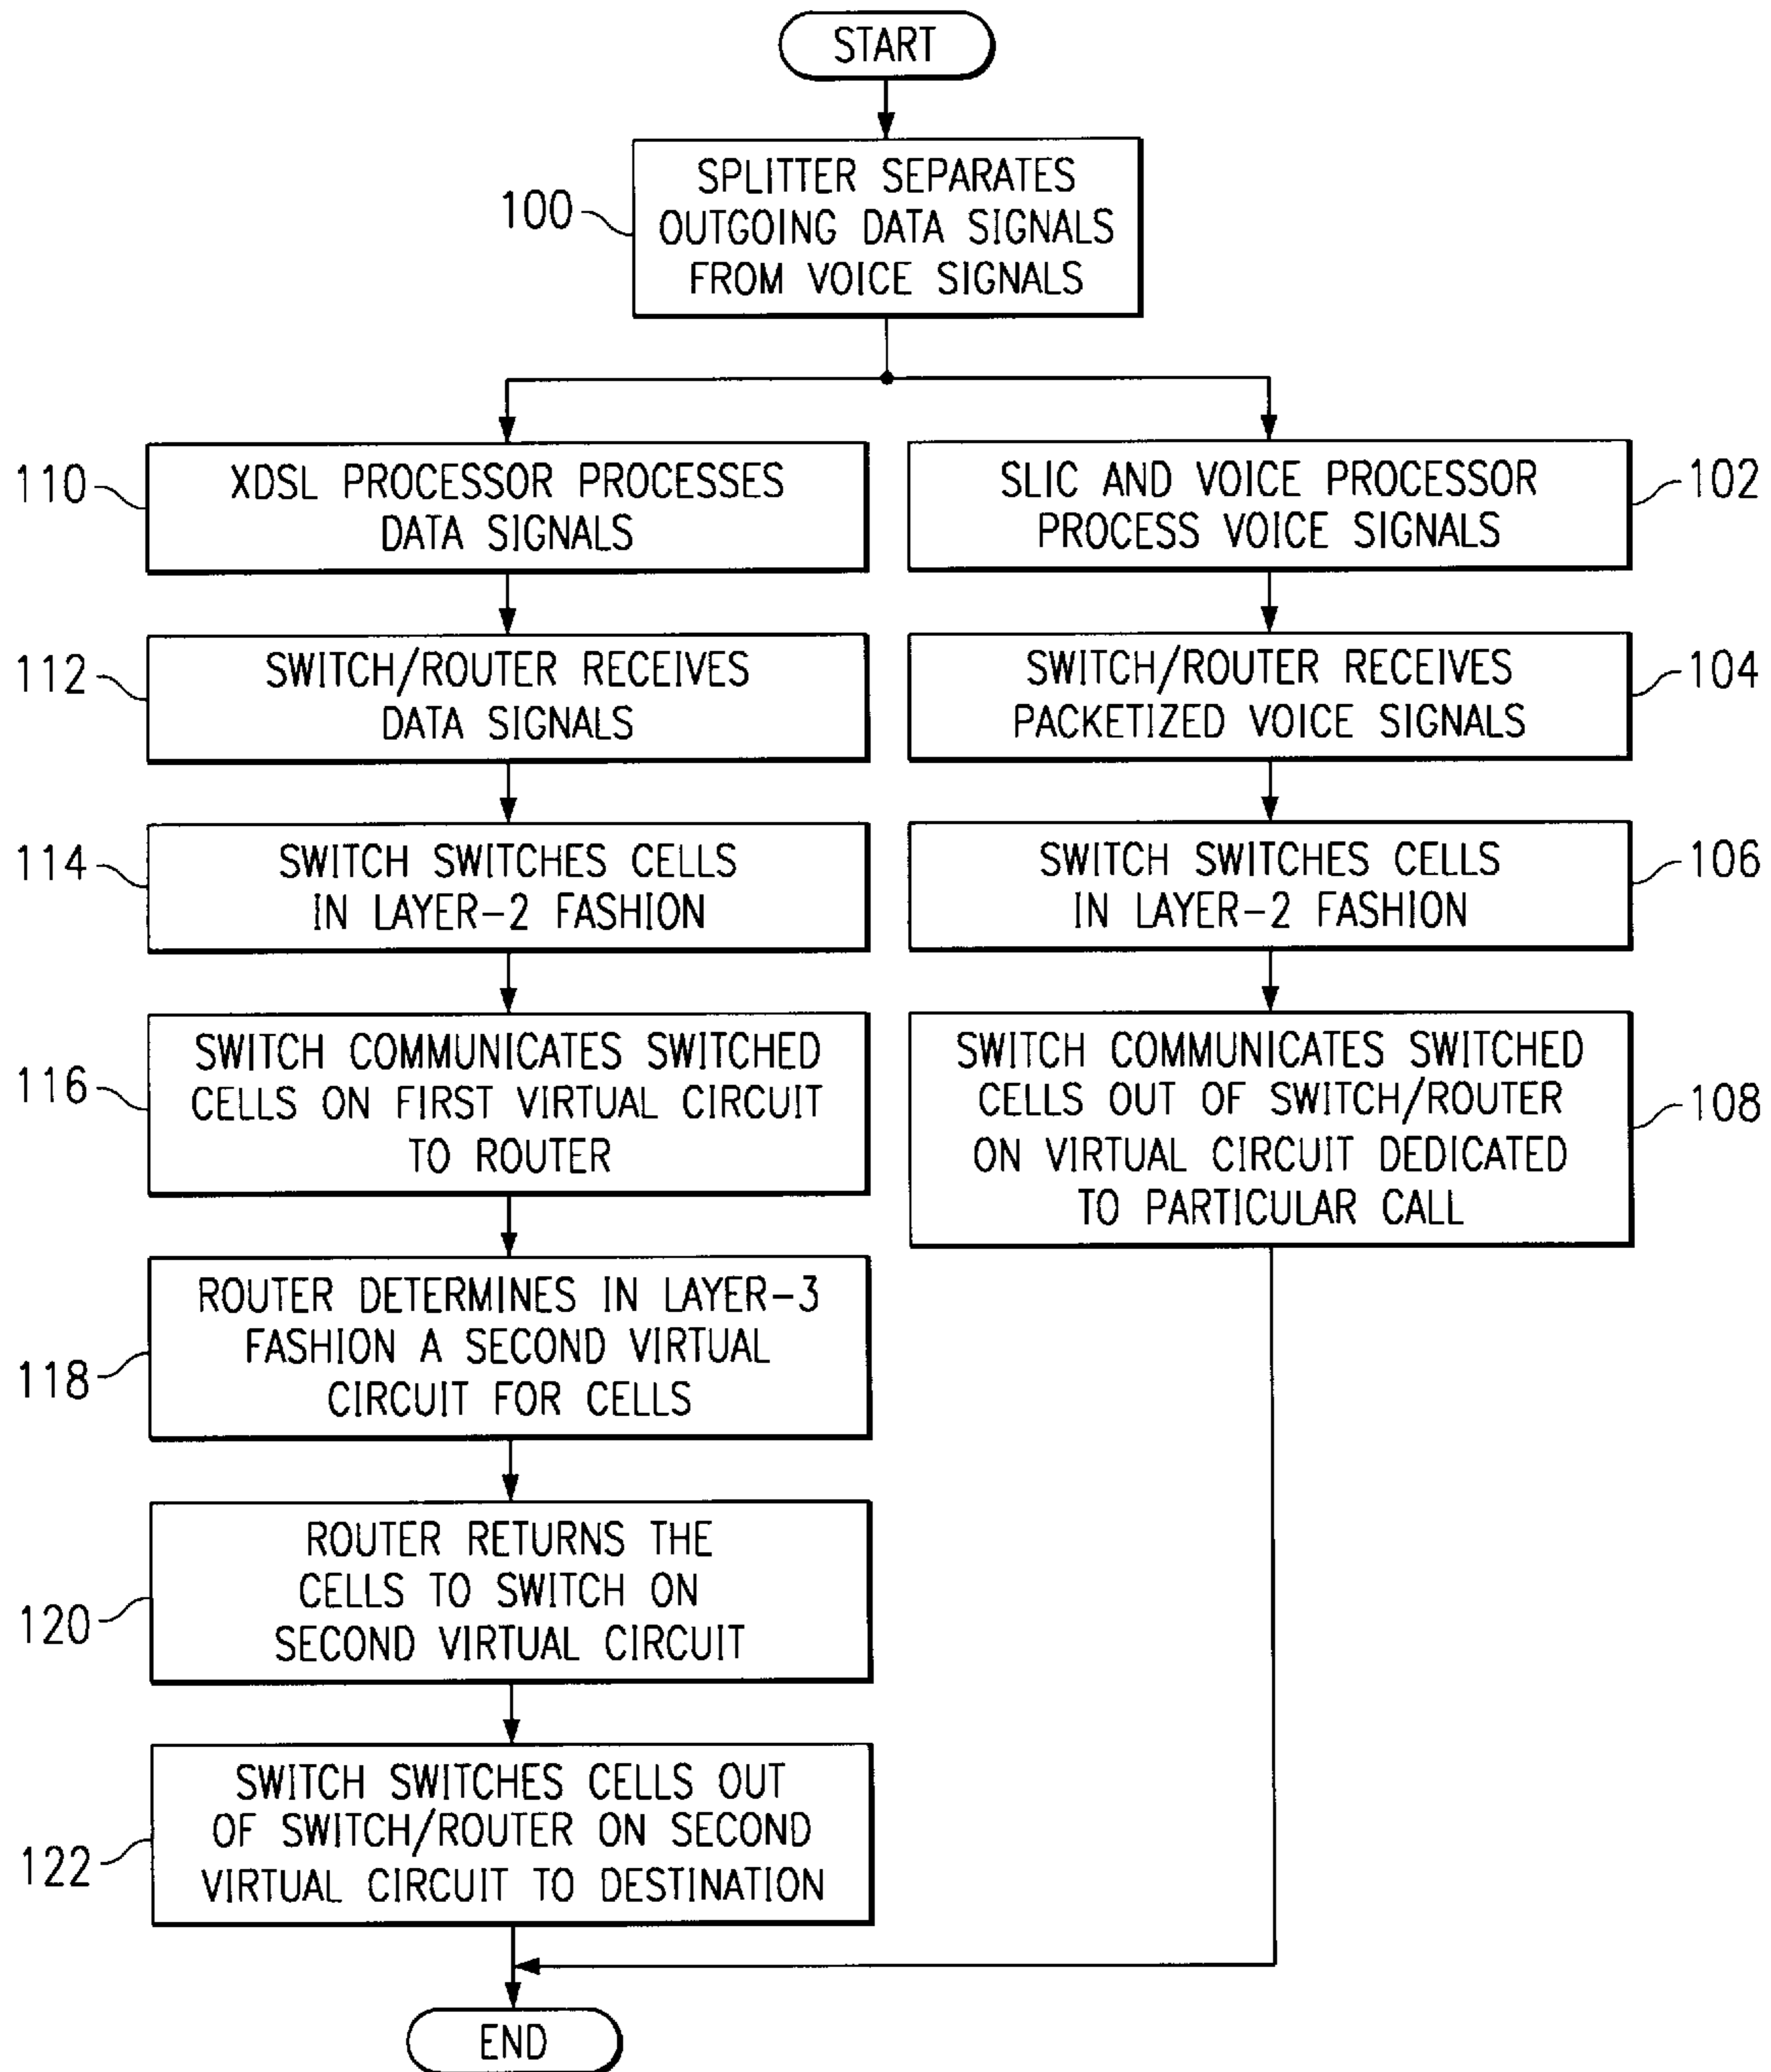 START
100
SPLITTER SEPARATES
OUTGOING DATA SIGNALS
FROM VOICE SIGNALS
110
XDSL PROCESSOR PROCESSES
DATA SIGNALS
112
SWITCH/ROUTER RECEIVES
DATA SIGNALS
114
SWITCH SWITCHES CELLS
IN LAYER-2 FASHION
116
SWITCH COMMUNICATES SWITCHED
CELLS ON FIRST VIRTUAL CIRCUIT
TO ROUTER
118
ROUTER DETERMINES IN LAYER-3
FASHION A SECOND VIRTUAL
CIRCUIT FOR CELLS
120
ROUTER RETURNS THE
CELLS TO SWITCH ON
SECOND VIRTUAL CIRCUIT
122
SWITCH SWITCHES CELLS OUT
OF SWITCH/ROUTER ON SECOND
VIRTUAL CIRCUIT TO DESTINATION
SLIC AND VOICE PROCESSOR
PROCESS VOICE SIGNALS
102
SWITCH/ROUTER RECEIVES
PACKETIZED VOICE SIGNALS
104
SWITCH SWITCHES CELLS
IN LAYER-2 FASHION
106
SWITCH COMMUNICATES SWITCHED
CELLS OUT OF SWITCH/ROUTER
ON VIRTUAL CIRCUIT DEDICATED
TO PARTICULAR CALL
108
END